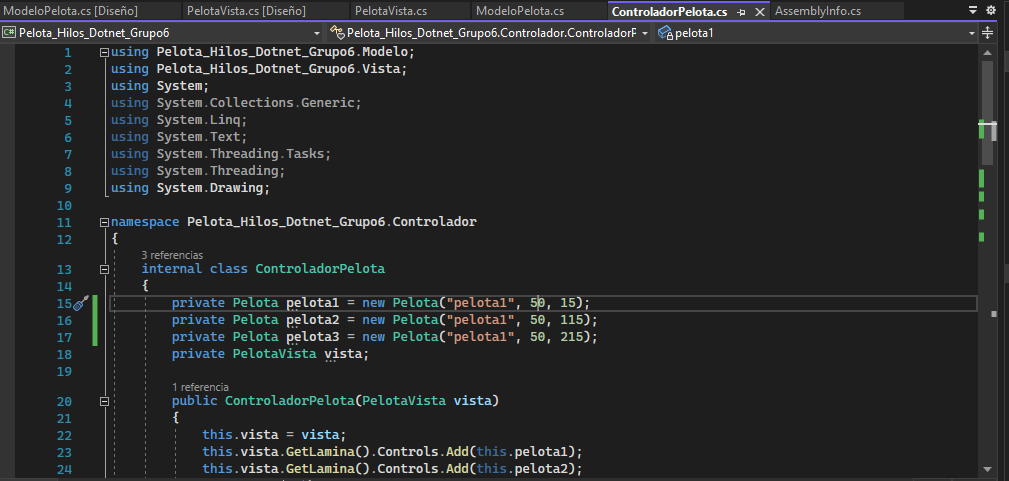 ModeloPelota.cs [Diseño]
PelotaVista.cs [Diseño]
PelotaVista.cs
ModeloPelota.cs
ControladorPelota.cs
AssemblyInfo.cs
C# Pelota_Hilos_Dotnet_Grupo6
Pelota_Hilos_Dotnet_Grupo6.Controlador.ControladorP
pelota1
1 using Pelota_Hilos_Dotnet_Grupo6.Modelo;
2 using Pelota_Hilos_Dotnet_Grupo6.Vista;
3 using System;
4 using System.Collections.Generic;
5 using System.Linq;
6 using System.Text;
7 using System.Threading.Tasks;
8 using System.Threading;
9 using System.Drawing;
10
11 namespace Pelota_Hilos_Dotnet_Grupo6.Controlador
12 {
3 referencias
13 internal class ControladorPelota
14 {
15 private Pelota pelota1 = new Pelota("pelota1", 50, 15);
16 private Pelota pelota2 = new Pelota("pelota1", 50, 115);
17 private Pelota pelota3 = new Pelota("pelota1", 50, 215);
18 private PelotaVista vista;
19
1 referencia
20 public ControladorPelota(PelotaVista vista)
21 {
22 this.vista = vista;
23 this.vista.GetLamina().Controls.Add(this.pelota1);
24 this.vista.GetLamina().Controls.Add(this.pelota2);